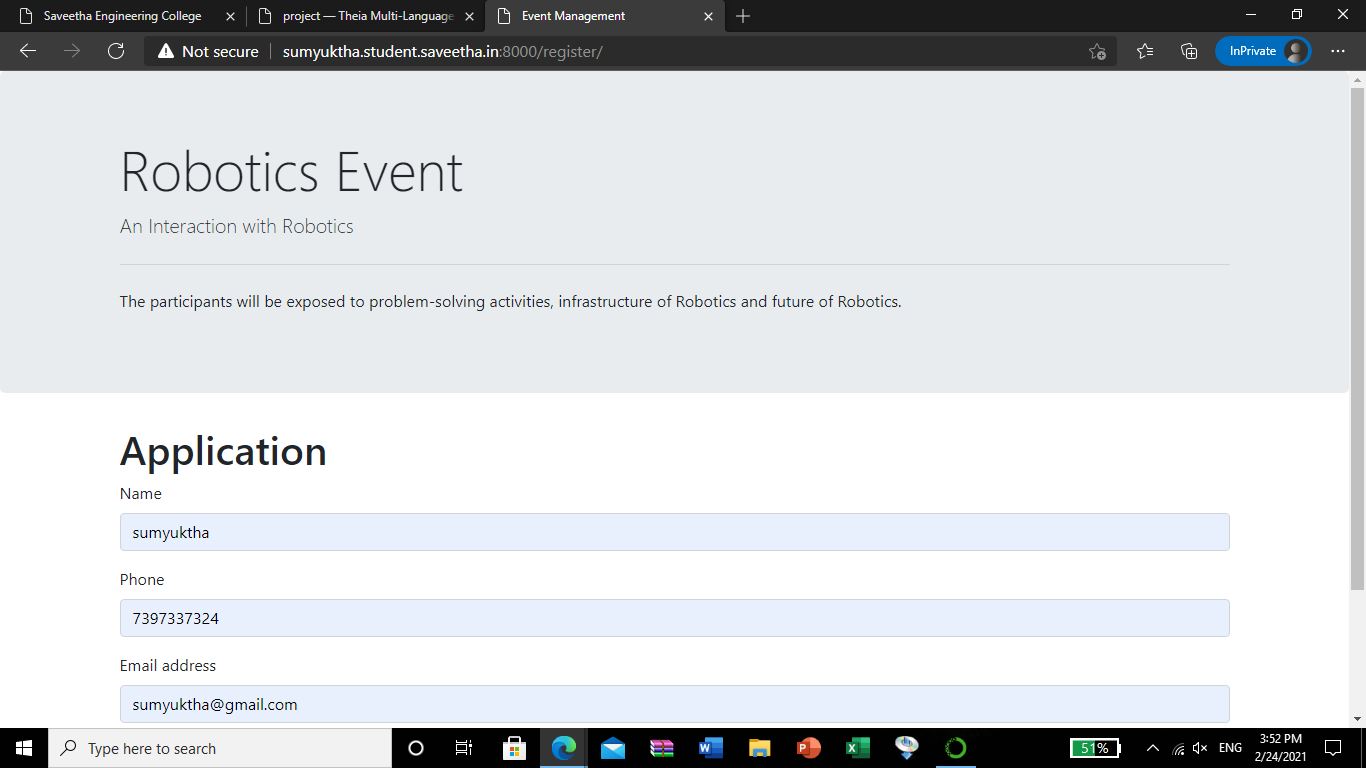 Saveetha Engineering College
project — Theia Multi-Language
Event Management
Not secure
sumyuktha.student.saveetha.in:8000/register/
InPrivate
Robotics Event
An Interaction with Robotics
The participants will be exposed to problem-solving activities, infrastructure of Robotics and future of Robotics.
Application
Name
sumyuktha
Phone
7397337324
Email address
sumyuktha@gmail.com
Type here to search
51%
ENG
3:52 PM
2/24/2021